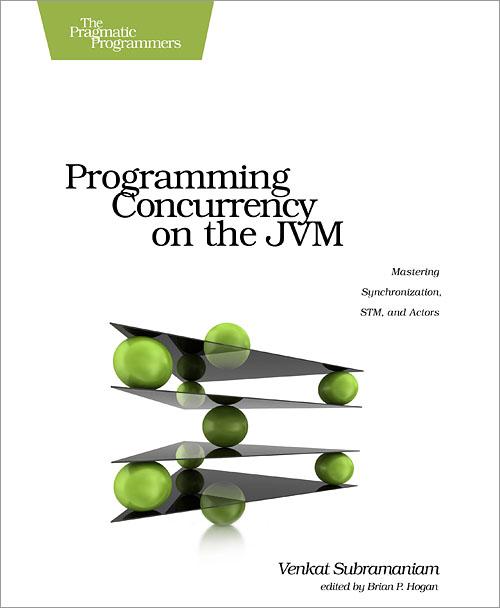 The
Pragmatic
Programmers
Programming
Concurrency
on the JVM
Mastering
Synchronization,
STM, and Actors
Venkat Subramaniam
edited by Brian P. Hogan